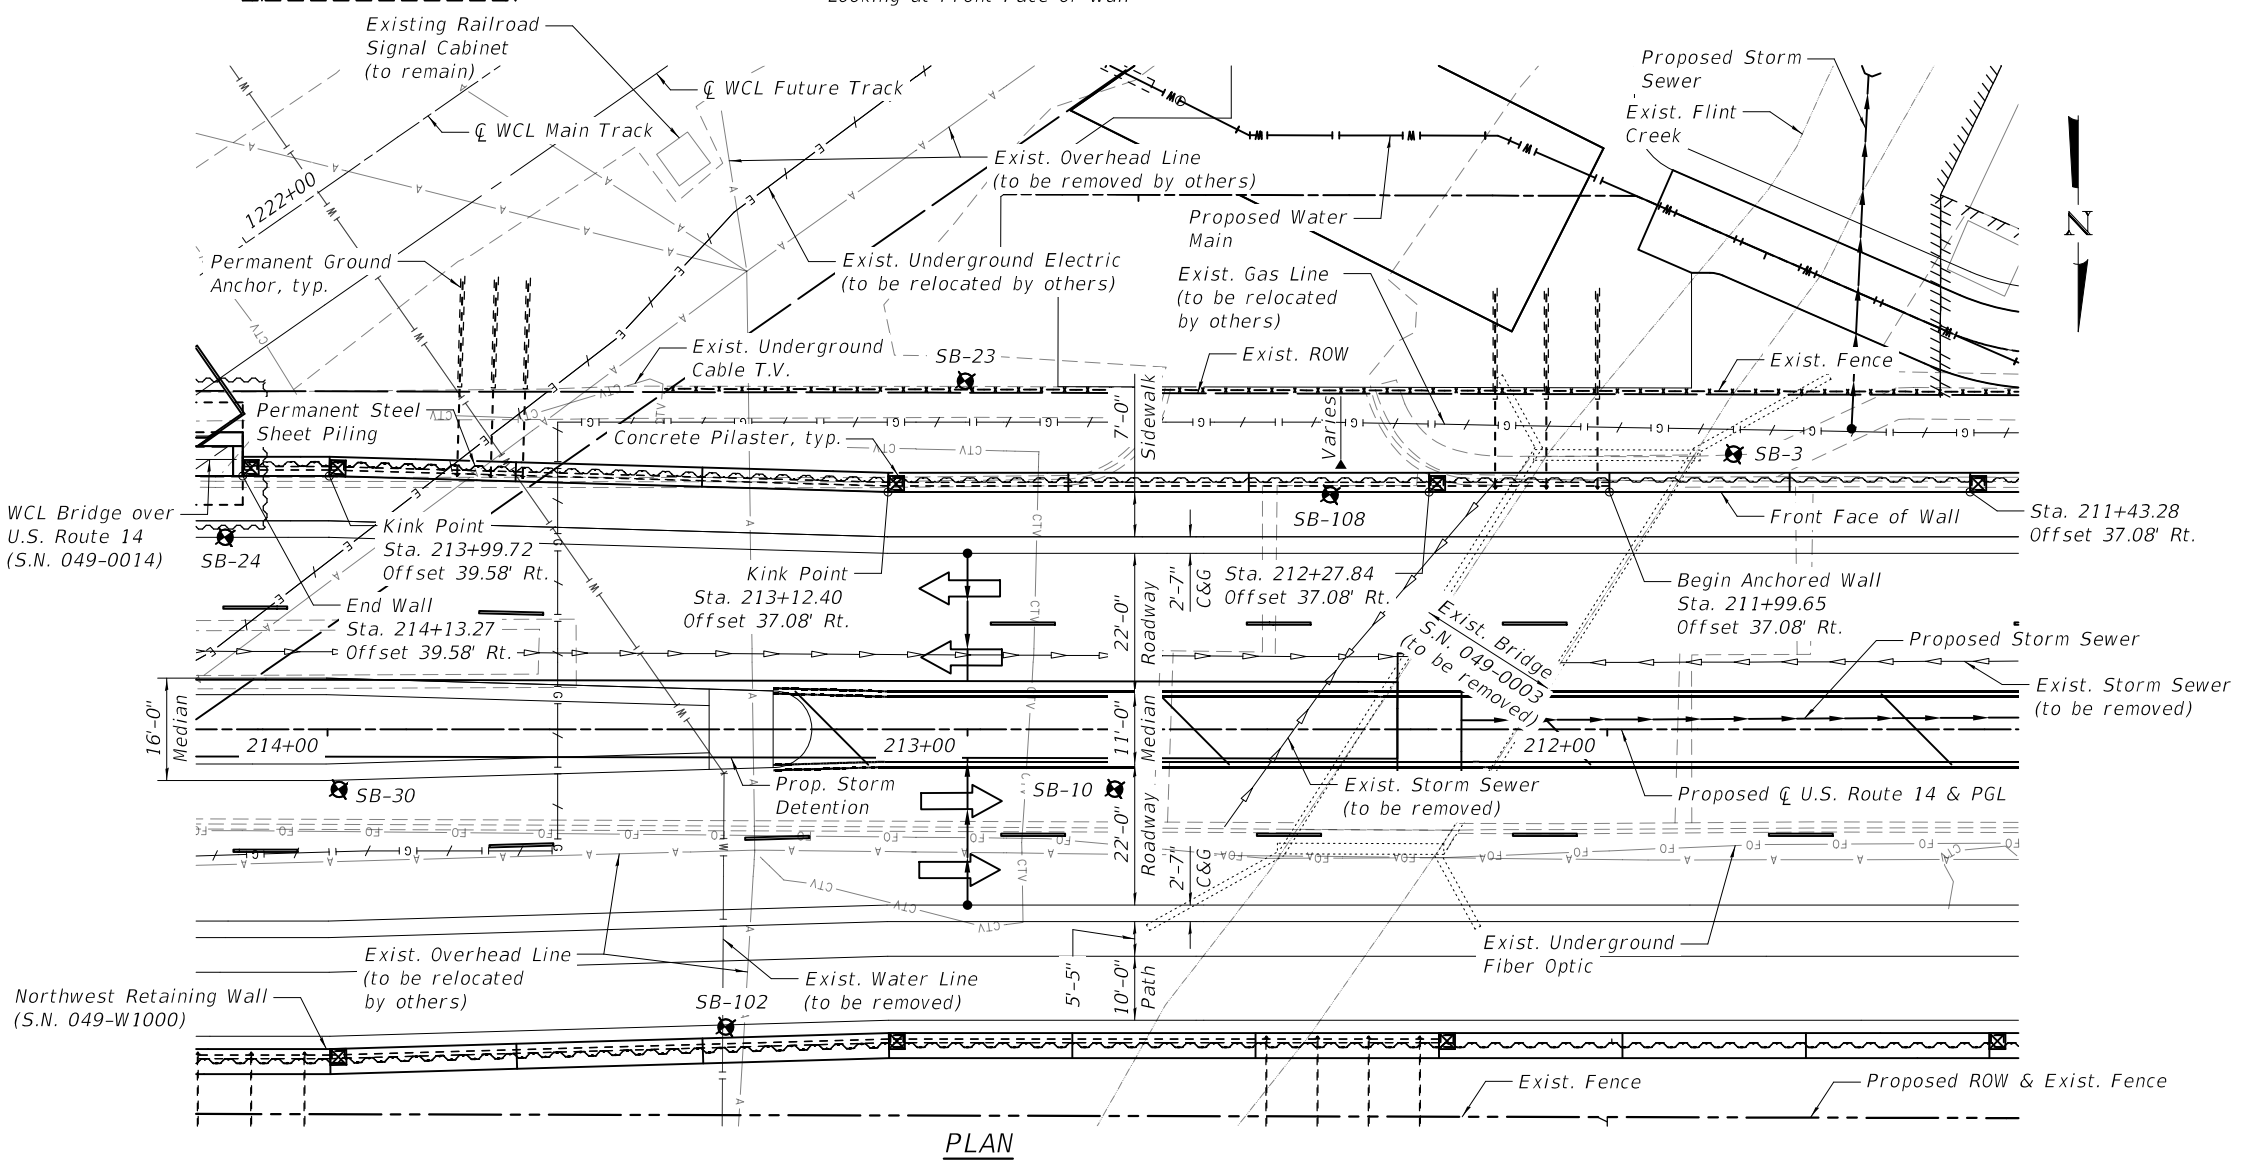 Looking at Front Face of Wall
Existing Railroad
Signal Cabinet
(to remain)
℄ WCL Future Track
℄ WCL Main Track
1222+00
Exist. Overhead Line
(to be removed by others)
Proposed Storm
Sewer
Exist. Flint
Creek
Proposed Water
Main
N
Permanent Ground
Anchor, typ.
Exist. Underground Electric
(to be relocated by others)
Exist. Gas Line
(to be relocated
by others)
Exist. Underground
Cable T.V.
SB-23
Exist. ROW
Exist. Fence
Permanent Steel
Sheet Piling
Concrete Pilaster, typ.
7'-0"
Sidewalk
Varies
SB-3
WCL Bridge over
U.S. Route 14
(S.N. 049-0014)
SB-24
Kink Point
Sta. 213+99.72
Offset 39.58' Rt.
SB-108
Front Face of Wall
Sta. 211+43.28
Offset 37.08' Rt.
End Wall
Sta. 214+13.27
Offset 39.58' Rt.
Kink Point
Sta. 213+12.40
Offset 37.08' Rt.
22'-0"
Roadway
2'-7"
C&G
Sta. 212+27.84
Offset 37.08' Rt.
Begin Anchored Wall
Sta. 211+99.65
Offset 37.08' Rt.
Exist. Bridge
S.N. 049-0003
(to be removed)
Proposed Storm Sewer
Exist. Storm Sewer
(to be removed)
16'-0"
Median
214+00
213+00
11'-0"
Median
212+00
SB-30
Prop. Storm
Detention
SB-10
Exist. Storm Sewer
(to be removed)
Proposed ℄ U.S. Route 14 & PGL
22'-0"
Roadway
2'-7"
C&G
Exist. Overhead Line
(to be relocated
by others)
Exist. Water Line
(to be removed)
5'-5"
10'-0"
Path
Exist. Underground
Fiber Optic
Northwest Retaining Wall
(S.N. 049-W1000)
SB-102
Exist. Fence
Proposed ROW & Exist. Fence
PLAN